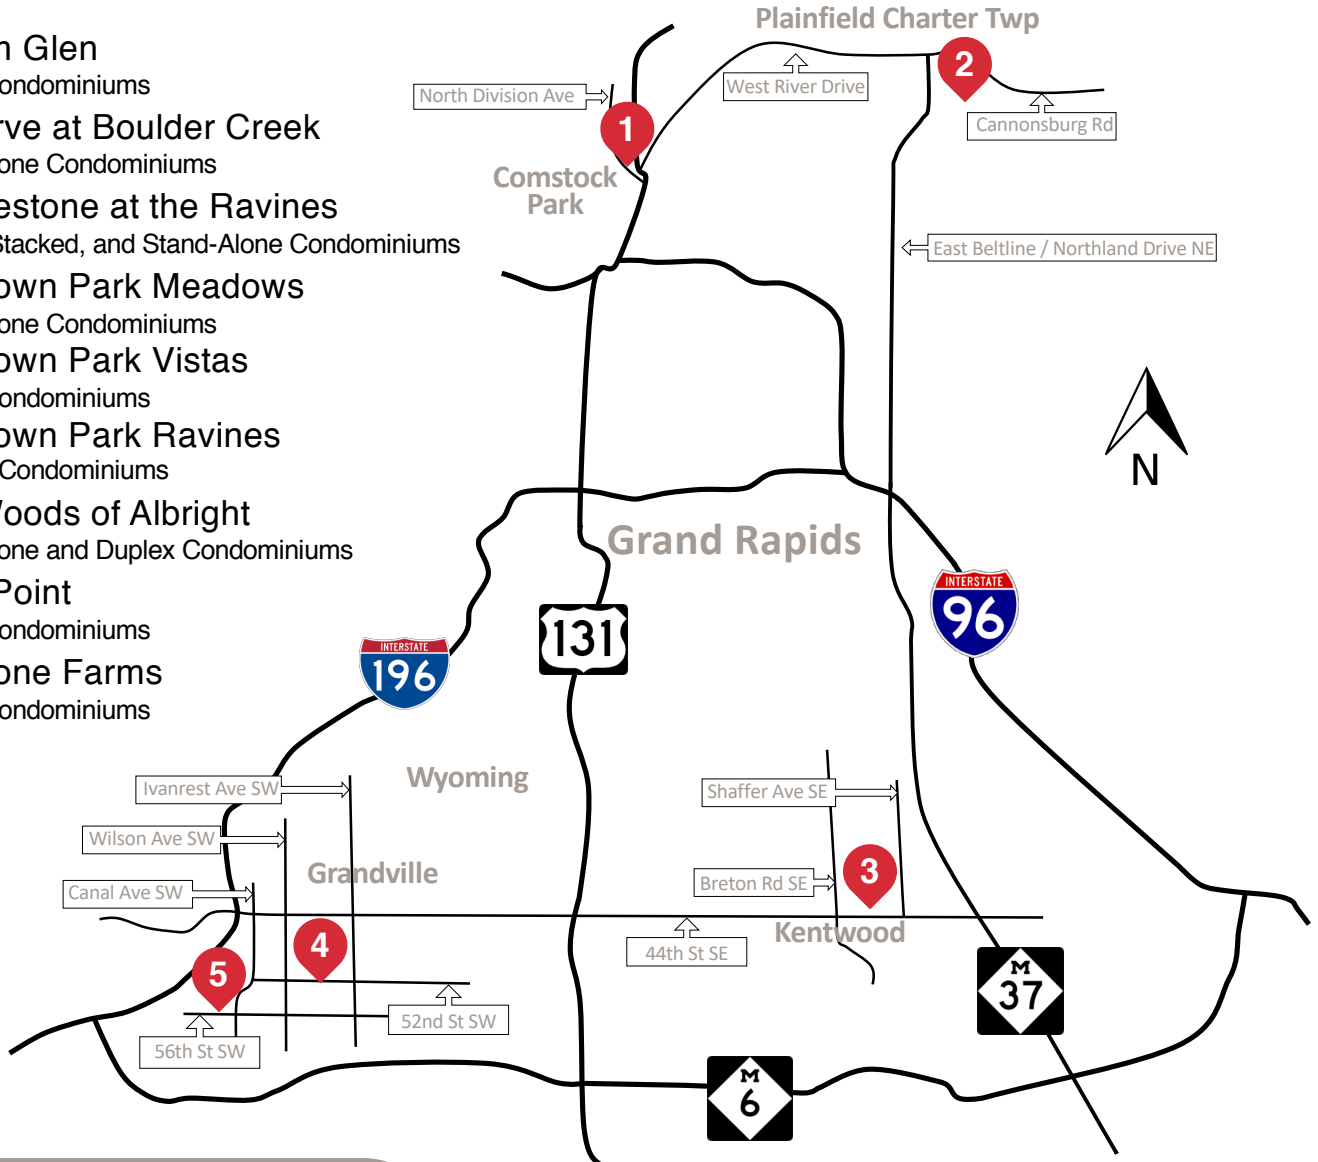 n Glen
ondominiums
rve at Boulder Creek
one Condominiums
estone at the Ravines
Stacked, and Stand-Alone Condominiums
own Park Meadows
one Condominiums
own Park Vistas
ondominiums
own Park Ravines
Condominiums
Woods of Albright
one and Duplex Condominiums
Point
ondominiums
one Farms
ondominiums
Plainfield Charter Twp
2
West River Drive
North Division Ave
Cannonsburg Rd
1
Comstock
Park
East Beltline / Northland Drive NE
N
Grand Rapids
INTERSTATE
96
131
INTERSTATE
196
Wyoming
Ivanrest Ave SW
Shaffer Ave SE
Wilson Ave SW
Grandville
3
Breton Rd SE
Canal Ave SW
Kentwood
4
44th St SE
5
M
37
52nd St SW
56th St SW
M
6